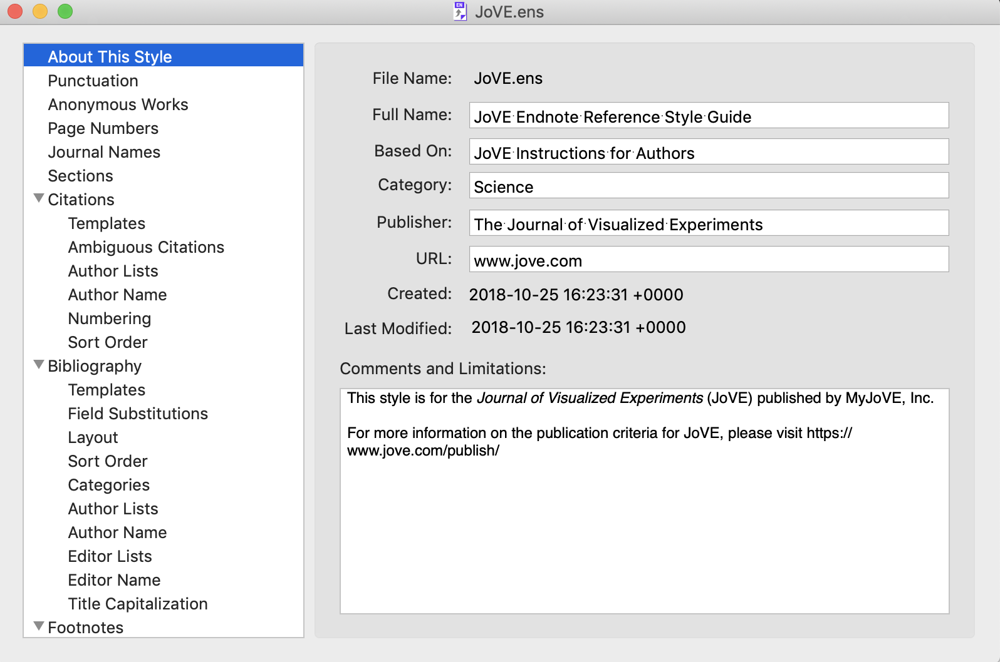 EN
JoVE.ens
About This Style
Punctuation
Anonymous Works
Page Numbers
Journal Names
Sections
Citations
Templates
Ambiguous Citations
Author Lists
Author Name
Numbering
Sort Order
Bibliography
Templates
Field Substitutions
Layout
Sort Order
Categories
Author Lists
Author Name
Editor Lists
Editor Name
Title Capitalization
Footnotes
File Name: JoVE.ens
Full Name: JoVE Endnote Reference Style Guide
Based On: JoVE Instructions for Authors
Category: Science
Publisher: The Journal of Visualized Experiments
URL: www.jove.com
Created: 2018-10-25 16:23:31 +0000
Last Modified: 2018-10-25 16:23:31 +0000
Comments and Limitations:
This style is for the Journal of Visualized Experiments (JoVE) published by MyJoVE, Inc.
For more information on the publication criteria for JoVE, please visit https://
www.jove.com/publish/